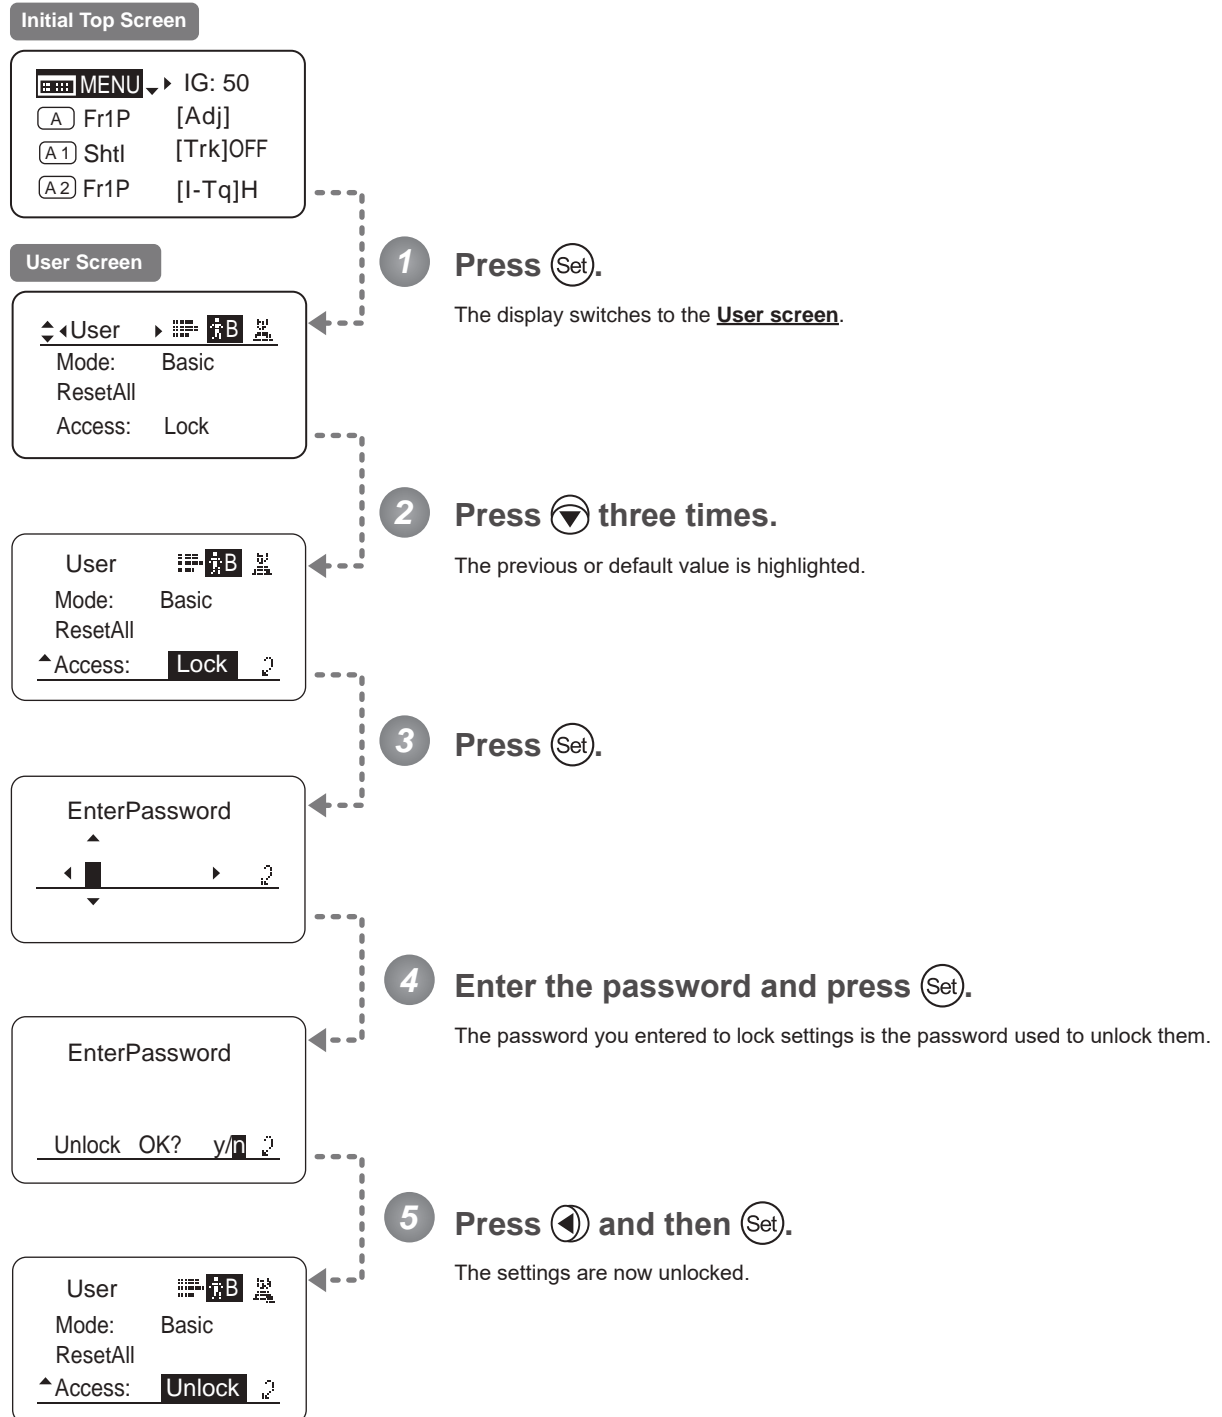 Initial Top Screen
MENU IG: 50
A Fr1P [Adj]
A1 Shtl [Trk]OFF
A2 Fr1P [I-Tq]H
User Screen
1 Press Set.
The display switches to the User screen.
User B
Mode: Basic
ResetAll
Access: Lock
2 Press three times.
The previous or default value is highlighted.
User B
Mode: Basic
ResetAll
Access: Lock
3 Press Set.
EnterPassword
4 Enter the password and press Set.
The password you entered to lock settings is the password used to unlock them.
EnterPassword
Unlock OK? y/n
5 Press and then Set.
The settings are now unlocked.
User B
Mode: Basic
ResetAll
Access: Unlock